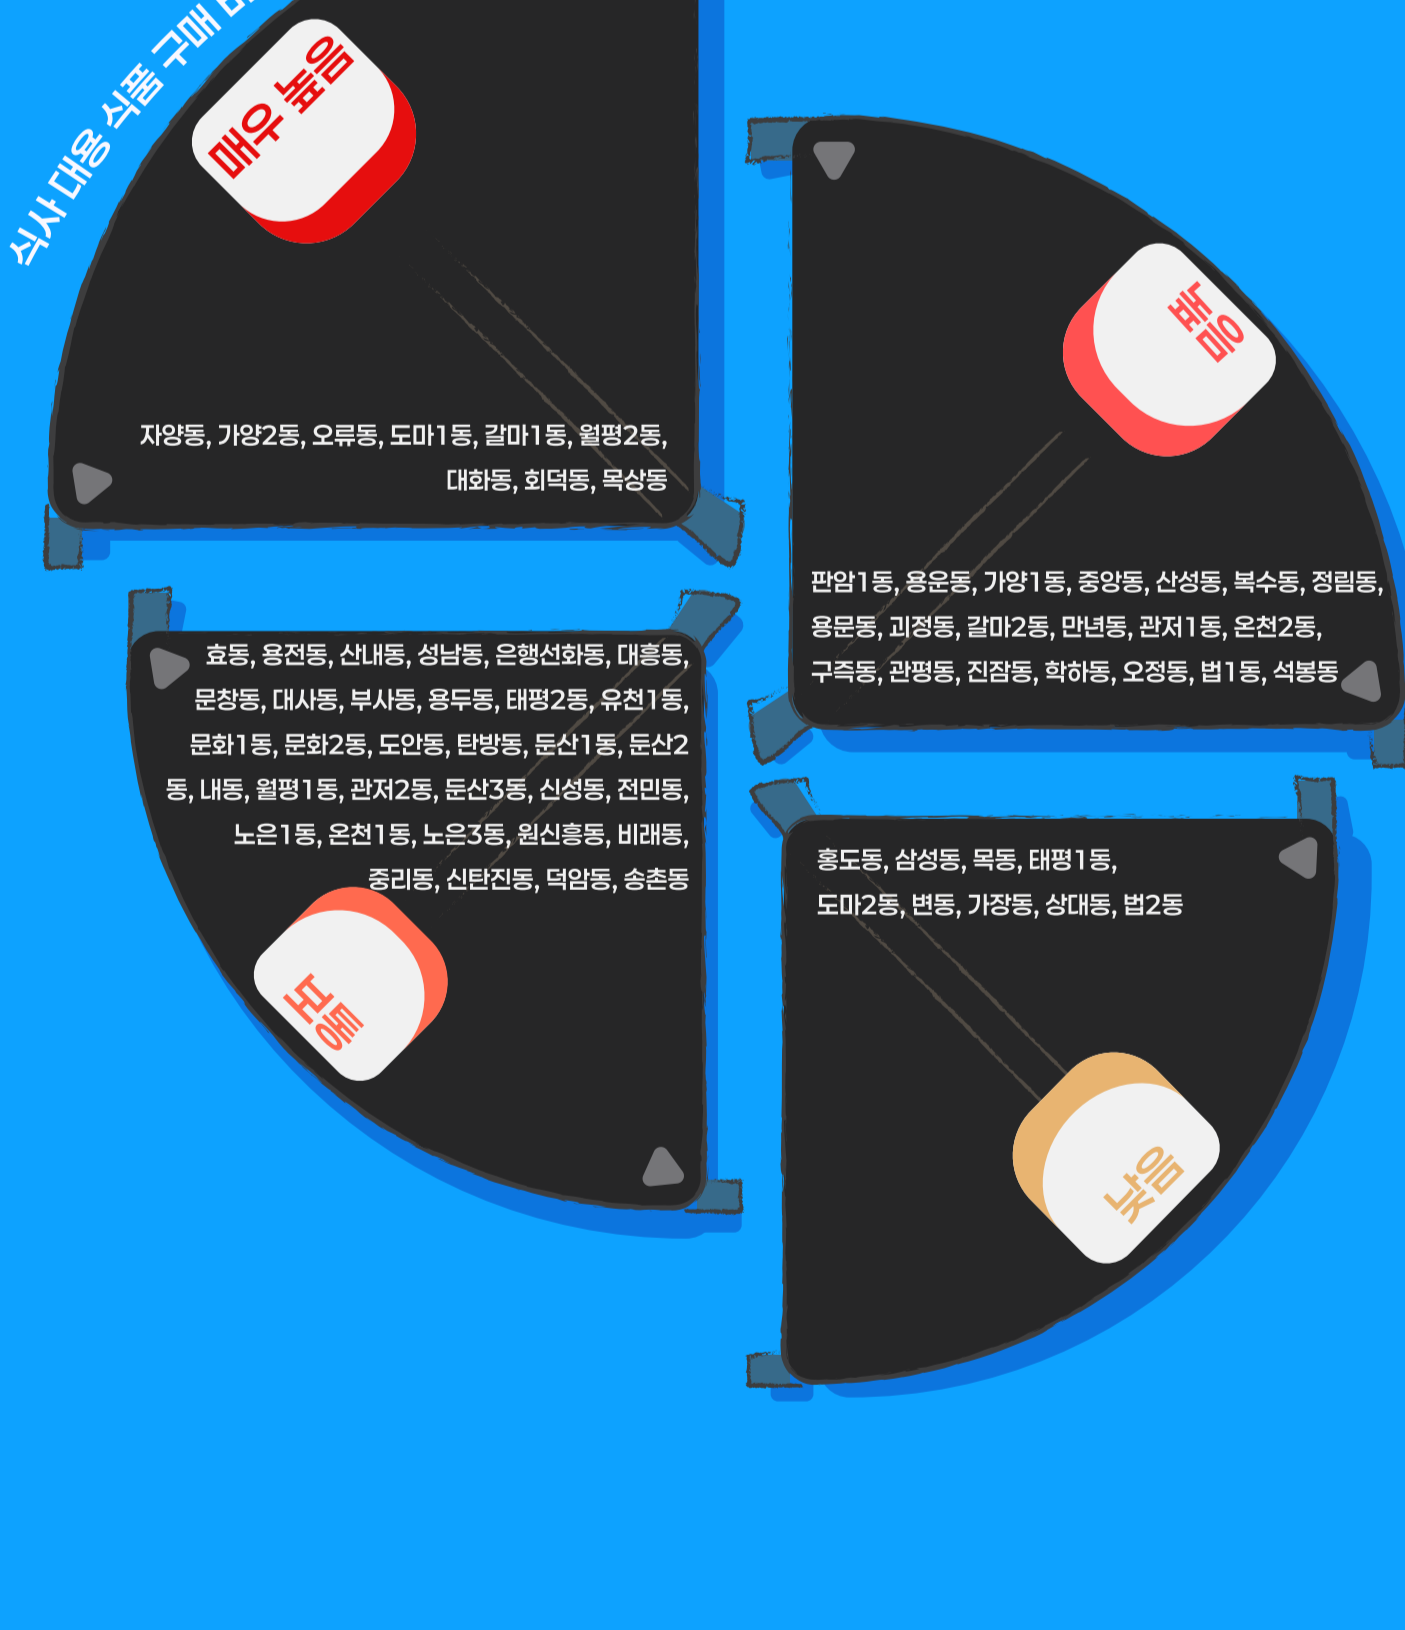 식사 대용 식품 구매
매우 높음
자양동, 가양2동, 오류동, 도마1동, 갈마1동, 월평2동,
대화동, 회덕동, 목상동
높음
판암1동, 용운동, 가양1동, 중앙동, 산성동, 복수동, 정림동,
용문동, 괴정동, 갈마2동, 만년동, 관저1동, 온천2동,
구즉동, 관평동, 진잠동, 학하동, 오정동, 법1동, 석봉동
효동, 용전동, 산내동, 성남동, 은행선화동, 대흥동,
문창동, 대사동, 부사동, 용두동, 태평2동, 유천1동,
문화1동, 문화2동, 도안동, 탄방동, 둔산1동, 둔산2
동, 내동, 월평1동, 관저2동, 둔산3동, 신성동, 전민동,
노은1동, 온천1동, 노은3동, 원신흥동, 비래동,
중리동, 신탄진동, 덕암동, 송촌동
보통
홍도동, 삼성동, 목동, 태평1동,
도마2동, 변동, 가장동, 상대동, 법2동
낮음